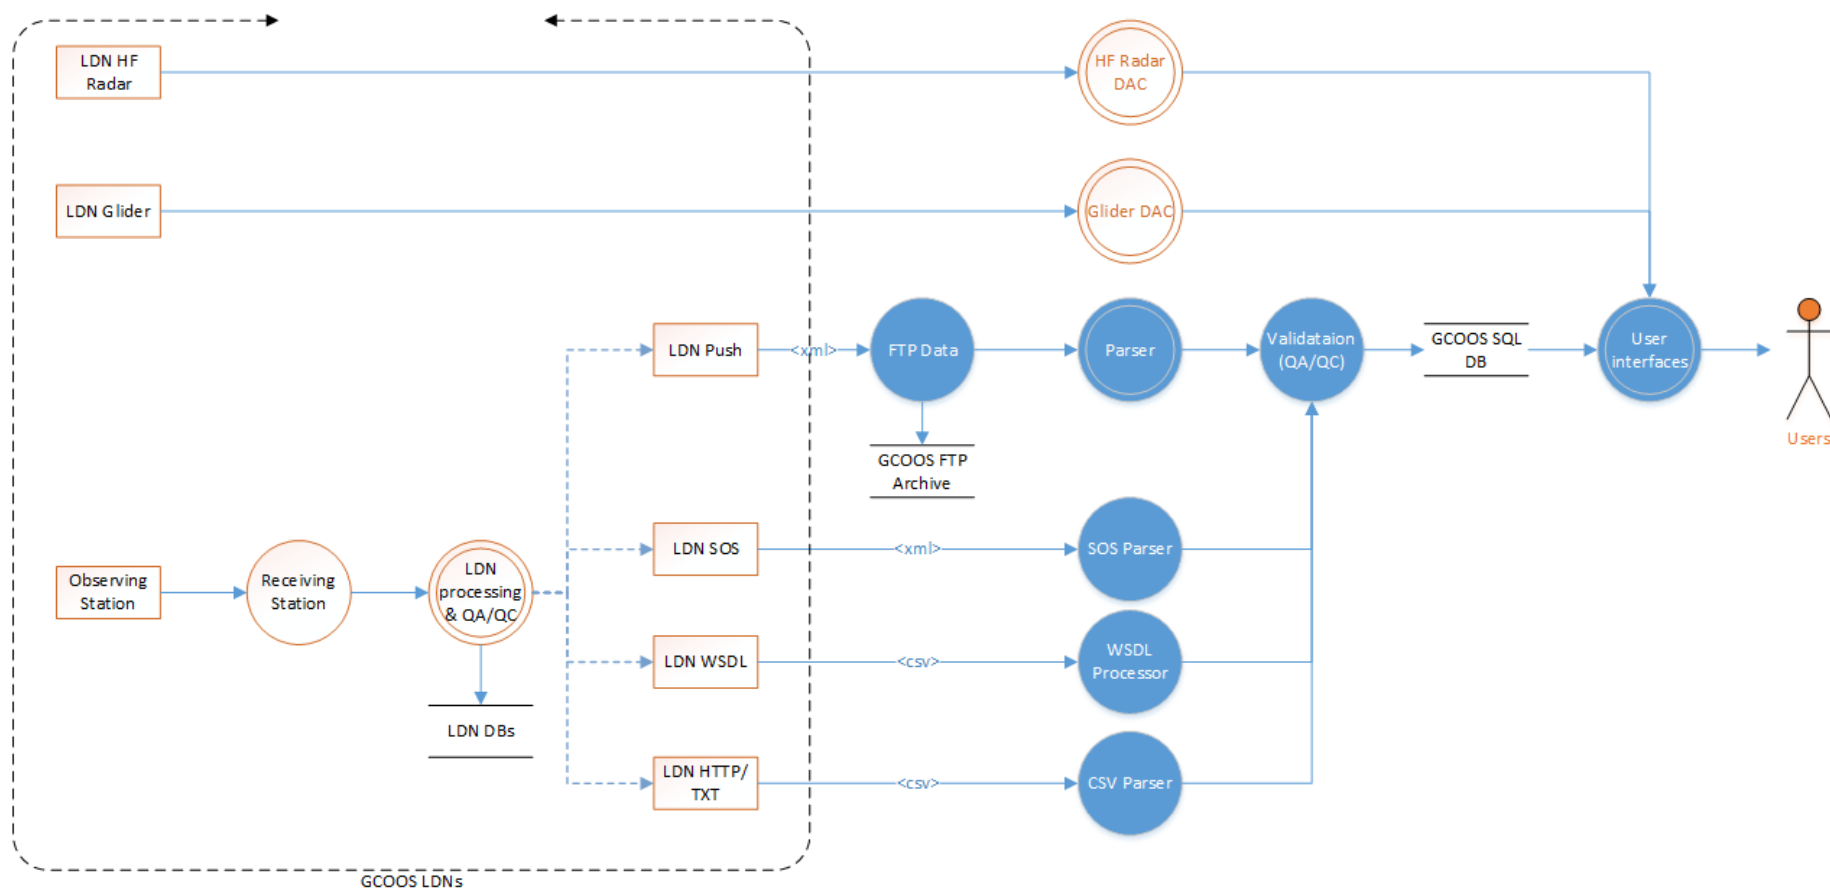 LDN HF
Radar
HF Radar
DAC
LDN Glider
Glider DAC
LDN Push
<xml>
FTP Data
Parser
Validataion
(QA/QC)
GCOOS SQL
DB
User
interfaces
Users
GCOOS FTP
Archive
Observing
Station
Receiving
Station
LDN
processing
& QA/QC
LDN DBs
LDN SOS
<xml>
SOS Parser
LDN WSDL
<csv>
WSDL
Processor
LDN HTTP/
TXT
<csv>
CSV Parser
GCOOS LDNs